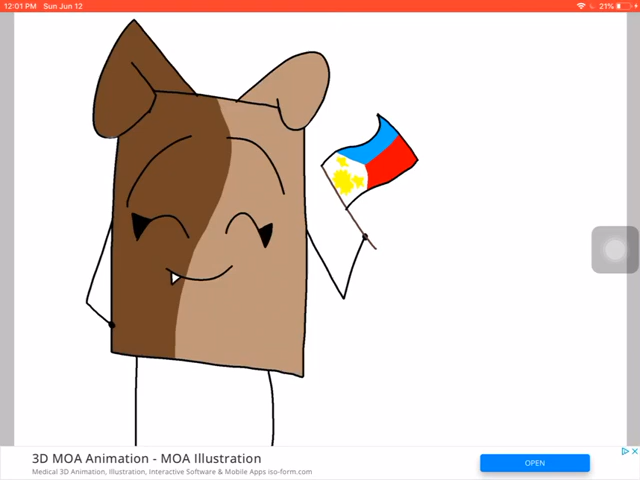 12:01 PM Sun Jun 12
21%
3D MOA Animation - MOA Illustration
Medical 3D Animation, Illustration, Interactive Software & Mobile Apps iso-form.com
OPEN